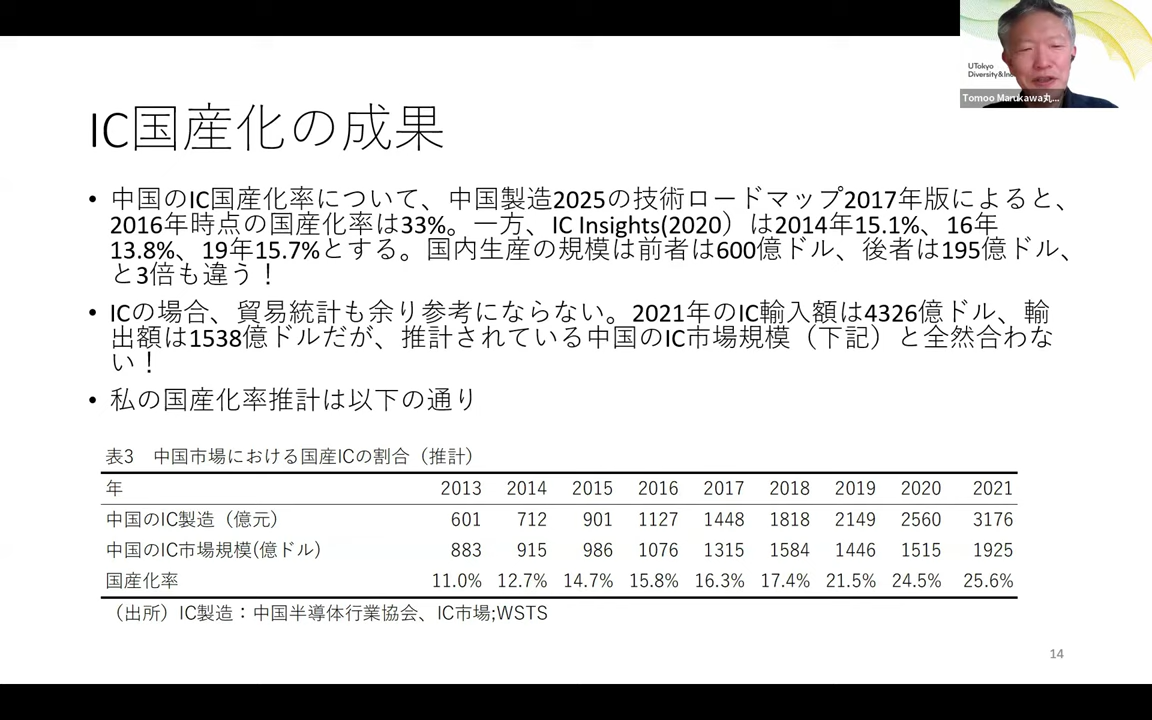 UTokyo
Diversity&In
Tomoo Marukawa丸...
IC国産化の成果
• 中国のIC国産化率について、中国製造2025の技術ロードマップ2017年版によると、
2016年時点の国産化率は33%。一方、IC Insights(2020）は2014年15.1%、16年
13.8%、19年15.7%とする。国内生産の規模は前者は600億ドル、後者は195億ドル、
と3倍も違う！
• ICの場合、貿易統計も余り参考にならない。2021年のIC輸入額は4326億ドル、輸
出額は1538億ドルだが、推計されている中国のIC市場規模（下記）と全然合わな
い！
• 私の国産化率推計は以下の通り
表3　中国市場における国産ICの割合（推計）
年 2013 2014 2015 2016 2017 2018 2019 2020 2021
中国のIC製造（億元） 601 712 901 1127 1448 1818 2149 2560 3176
中国のIC市場規模(億ドル) 883 915 986 1076 1315 1584 1446 1515 1925
国産化率 11.0% 12.7% 14.7% 15.8% 16.3% 17.4% 21.5% 24.5% 25.6%
（出所）IC製造：中国半導体行業協会、IC市場;WSTS
14